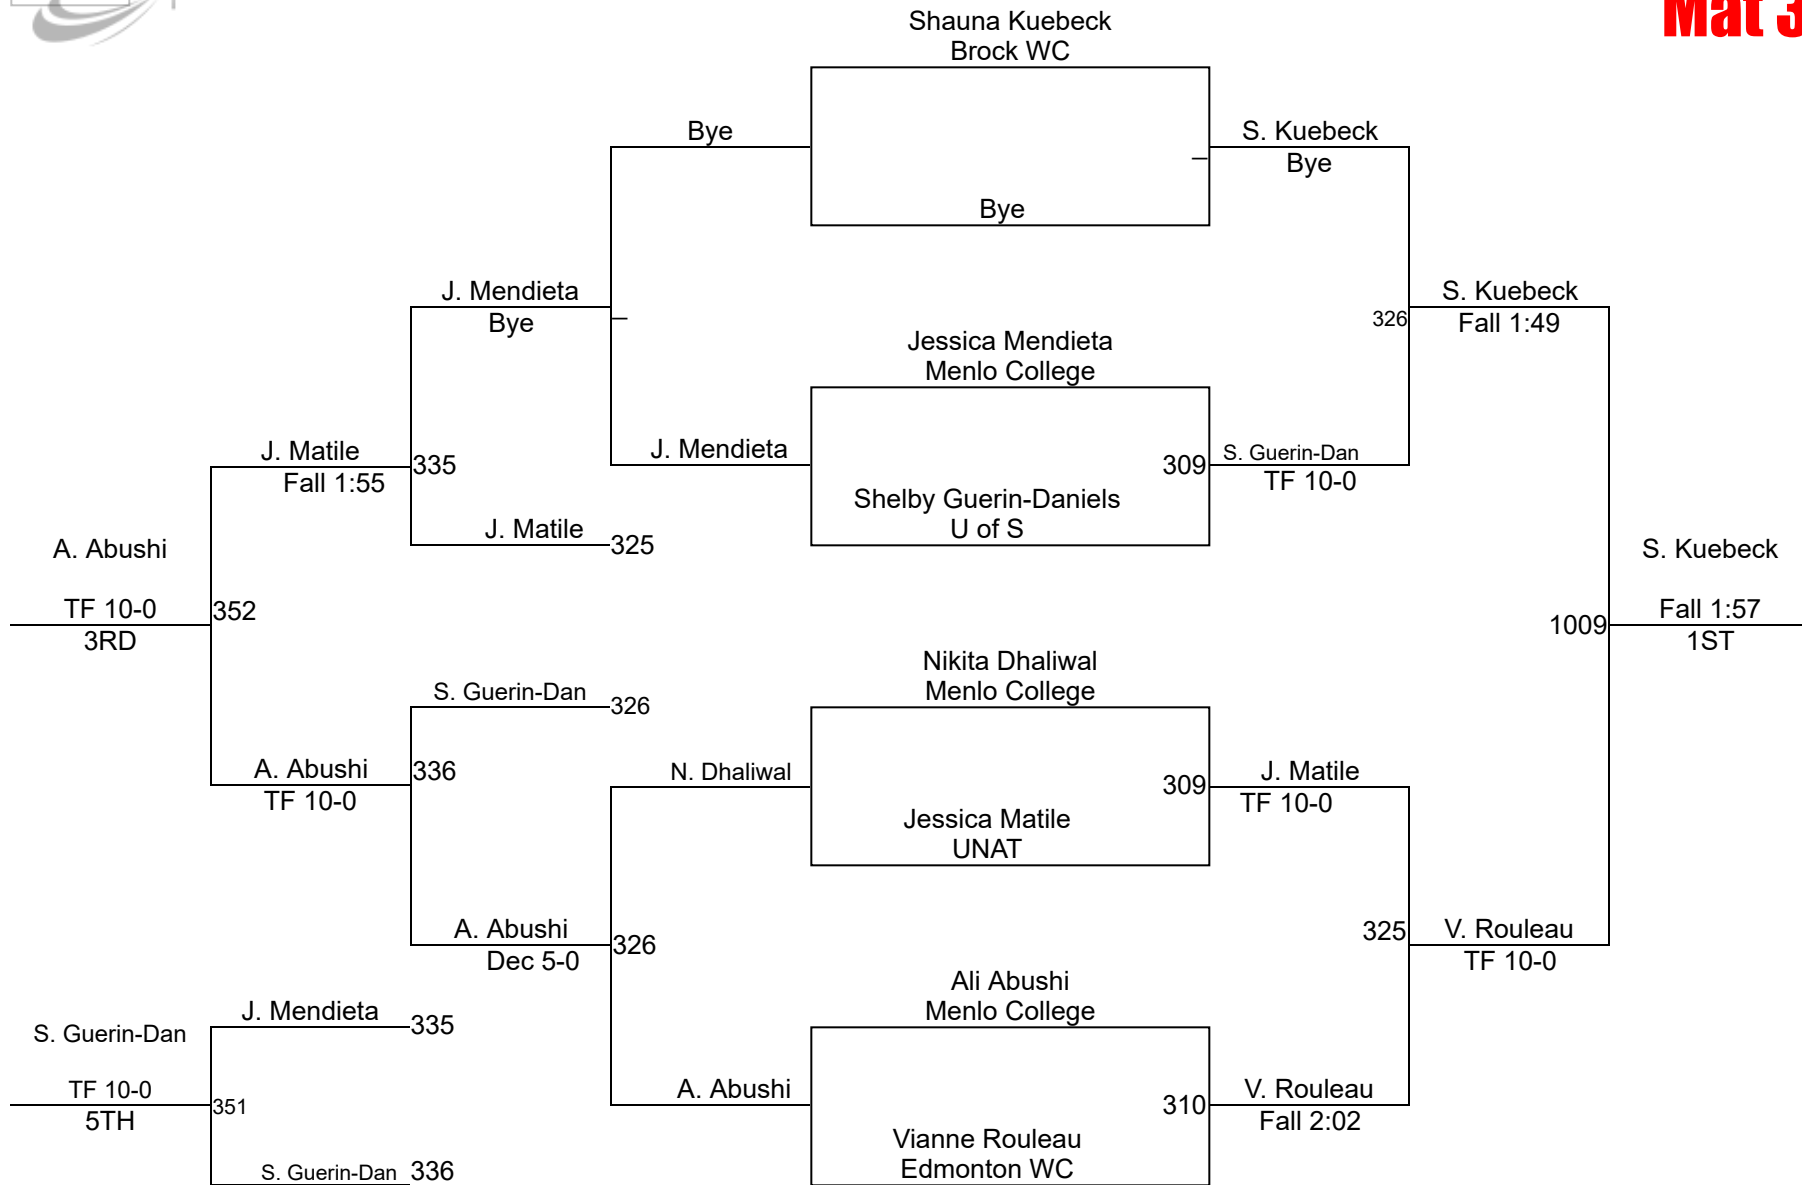 Mat 3
Shauna Kuebeck
Brock WC
Bye
S. Kuebeck
Bye
Bye
J. Mendieta
Bye
S. Kuebeck
Fall 1:49
326
Jessica Mendieta
Menlo College
J. Matile
Fall 1:55
335
J. Mendieta
309
S. Guerin-Dan
TF 10-0
Shelby Guerin-Daniels
U of S
J. Matile
325
A. Abushi
TF 10-0
3RD
352
S. Kuebeck
Fall 1:57
1ST
1009
Nikita Dhaliwal
Menlo College
S. Guerin-Dan
326
A. Abushi
TF 10-0
336
N. Dhaliwal
309
J. Matile
TF 10-0
Jessica Matile
UNAT
A. Abushi
Dec 5-0
326
325
V. Rouleau
TF 10-0
Ali Abushi
Menlo College
J. Mendieta
335
S. Guerin-Dan
TF 10-0
5TH
351
A. Abushi
310
V. Rouleau
Fall 2:02
Vianne Rouleau
Edmonton WC
S. Guerin-Dan
336